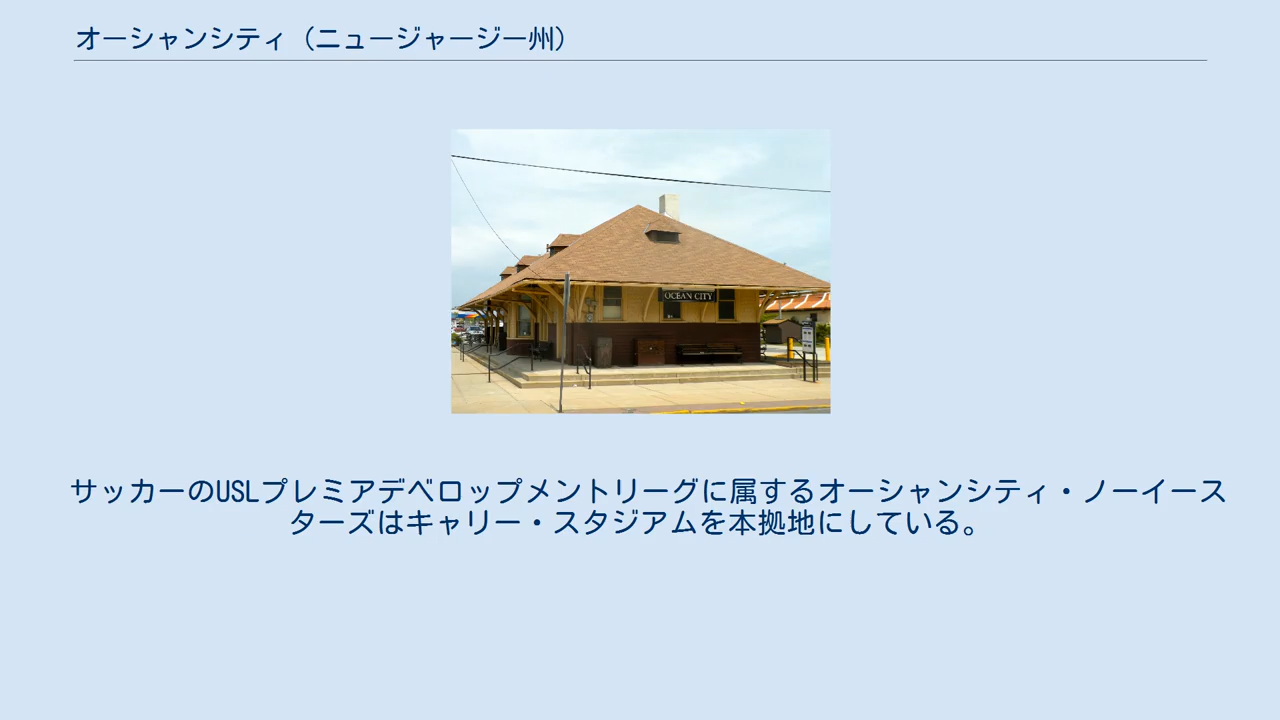 オーシャンシティ（ニュージャージー州）
OCEAN CITY
サッカーのUSLプレミアデベロップメントリーグに属するオーシャンシティ・ノーイース
ターズはキャリー・スタジアムを本拠地にしている。